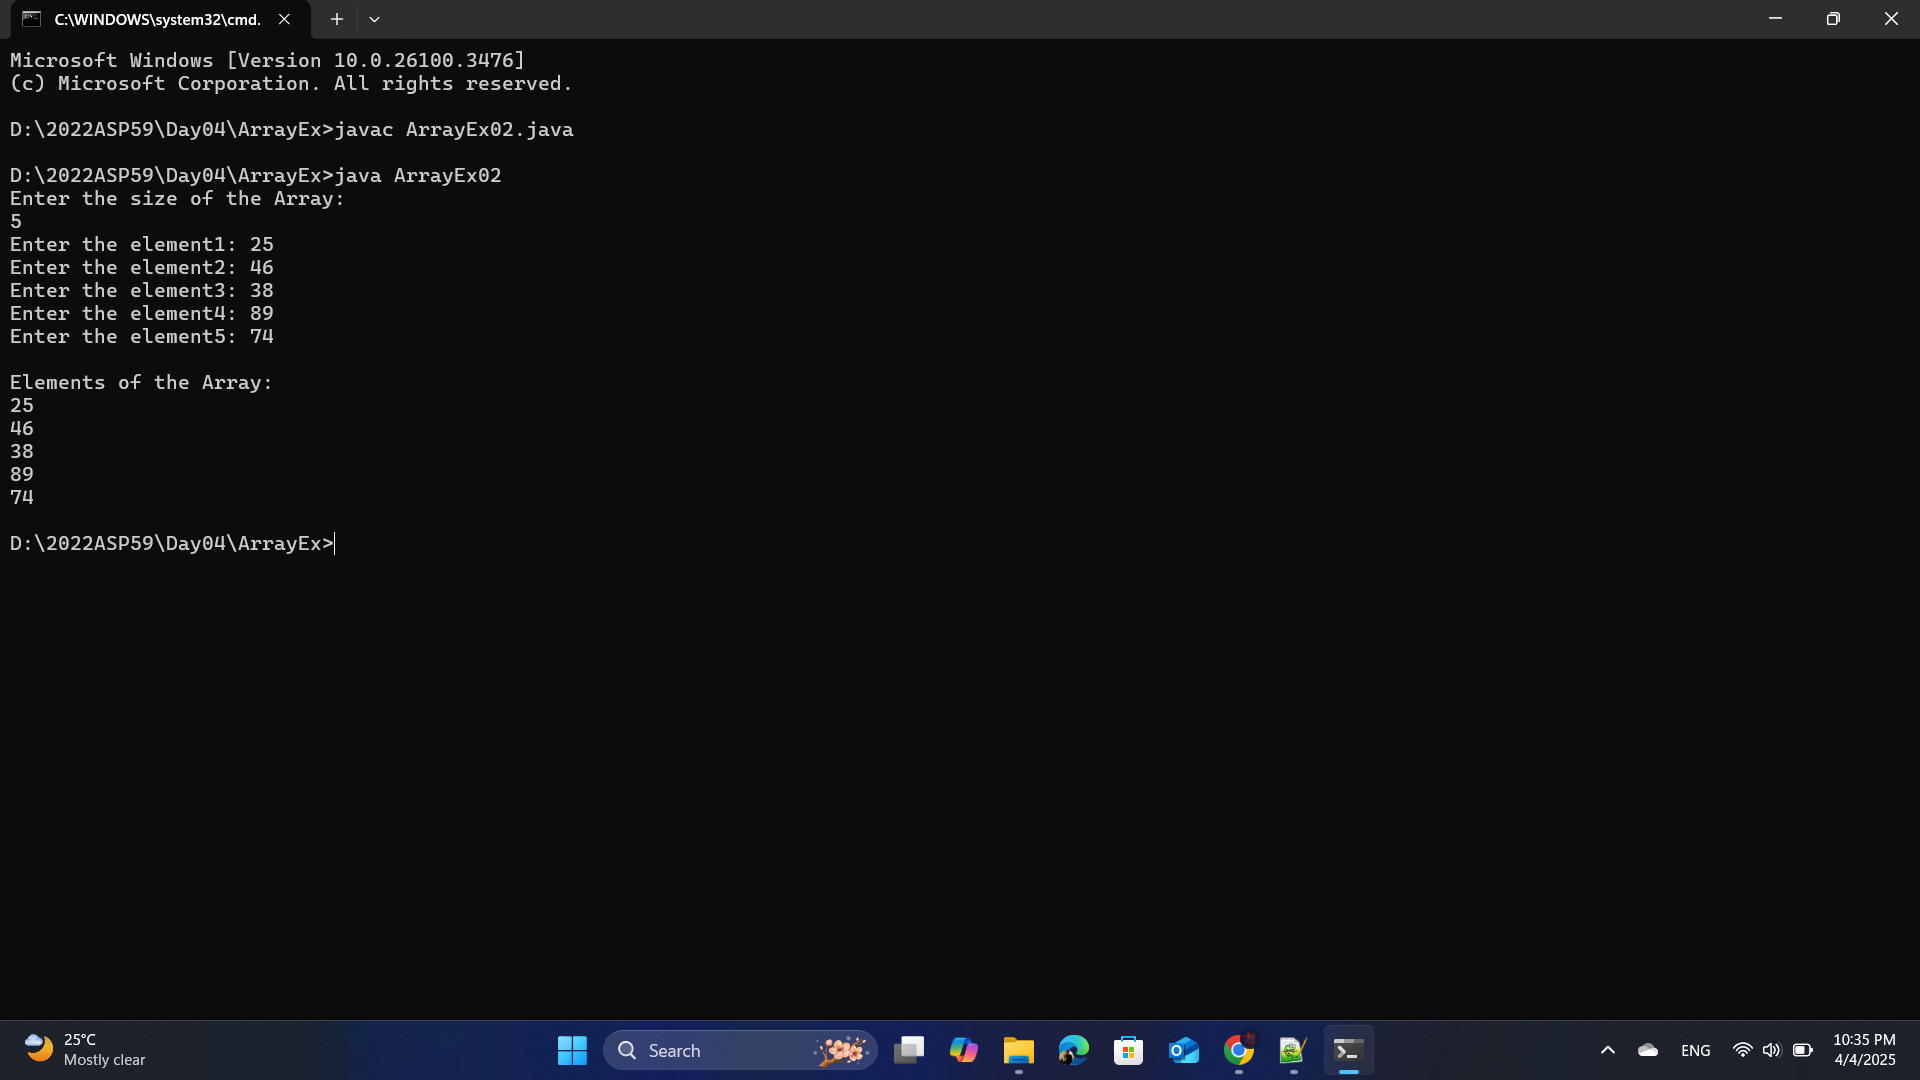 C:\WINDOWS\system32\cmd.
Microsoft Windows [Version 10.0.26100.3476]
(c) Microsoft Corporation. All rights reserved.
D:\2022ASP59\Day04\ArrayEx>javac ArrayEx02.java
D:\2022ASP59\Day04\ArrayEx>java ArrayEx02
Enter the size of the Array:
5
Enter the element1: 25
Enter the element2: 46
Enter the element3: 38
Enter the element4: 89
Enter the element5: 74
Elements of the Array:
25
46
38
89
74
D:\2022ASP59\Day04\ArrayEx>
25°C
Mostly clear
Search
ENG
10:35 PM
4/4/2025